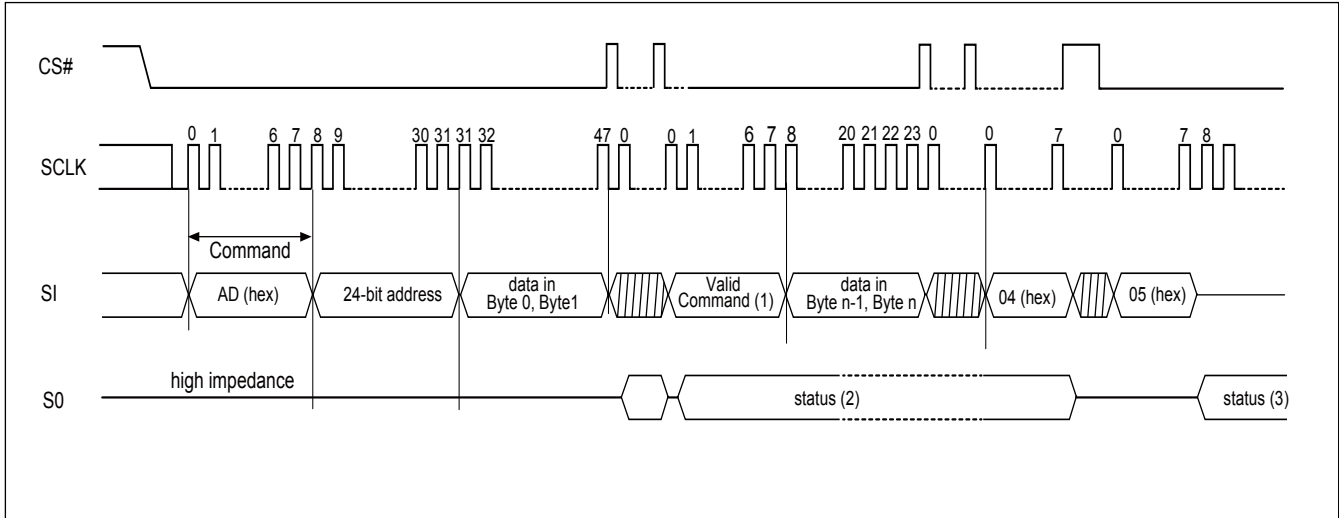 CS#
0 1 6 7 8 9 30 31 31 32 47 0 0 1 6 7 8 20 21 22 23 0 0 7 0 7 8
SCLK
Command
SI
AD (hex)
24-bit address
data in
Byte 0, Byte1
Valid
Command (1)
data in
Byte n-1, Byte n
04 (hex)
05 (hex)
high impedance
S0
status (2)
status (3)